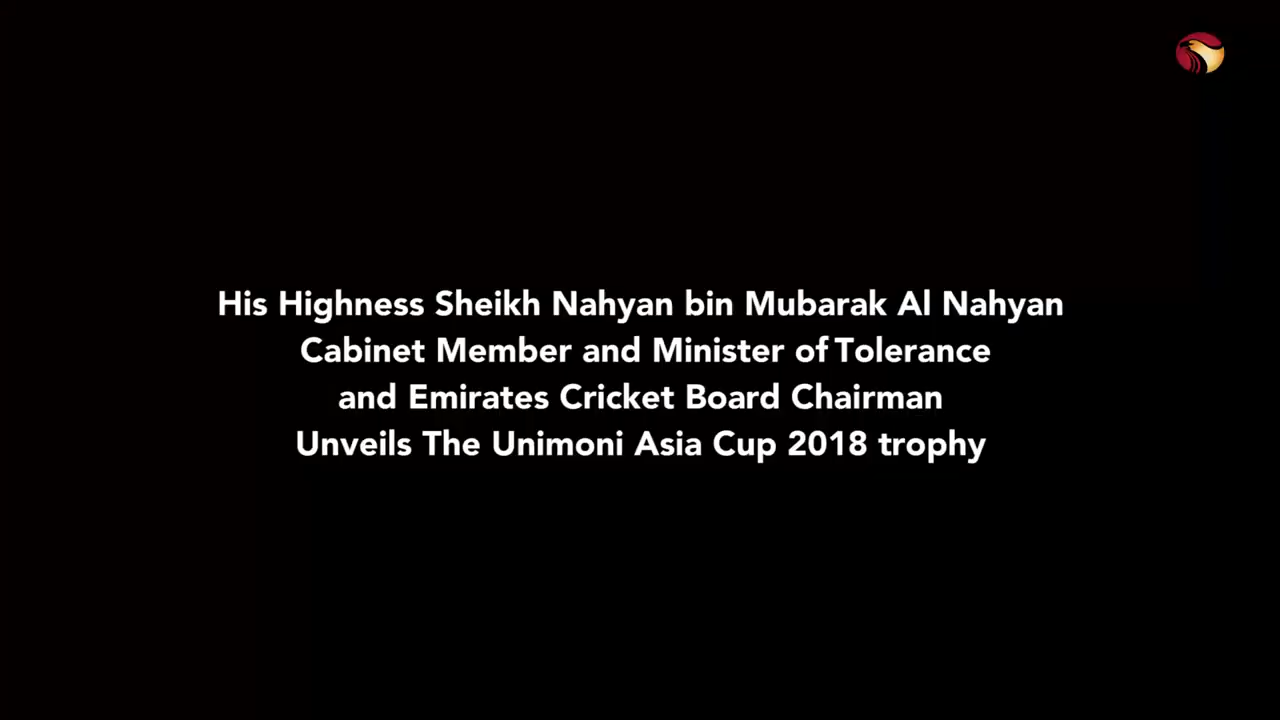 His Highness Sheikh Nahyan bin Mubarak Al Nahyan
Cabinet Member and Minister of Tolerance
and Emirates Cricket Board Chairman
Unveils The Unimoni Asia Cup 2018 trophy